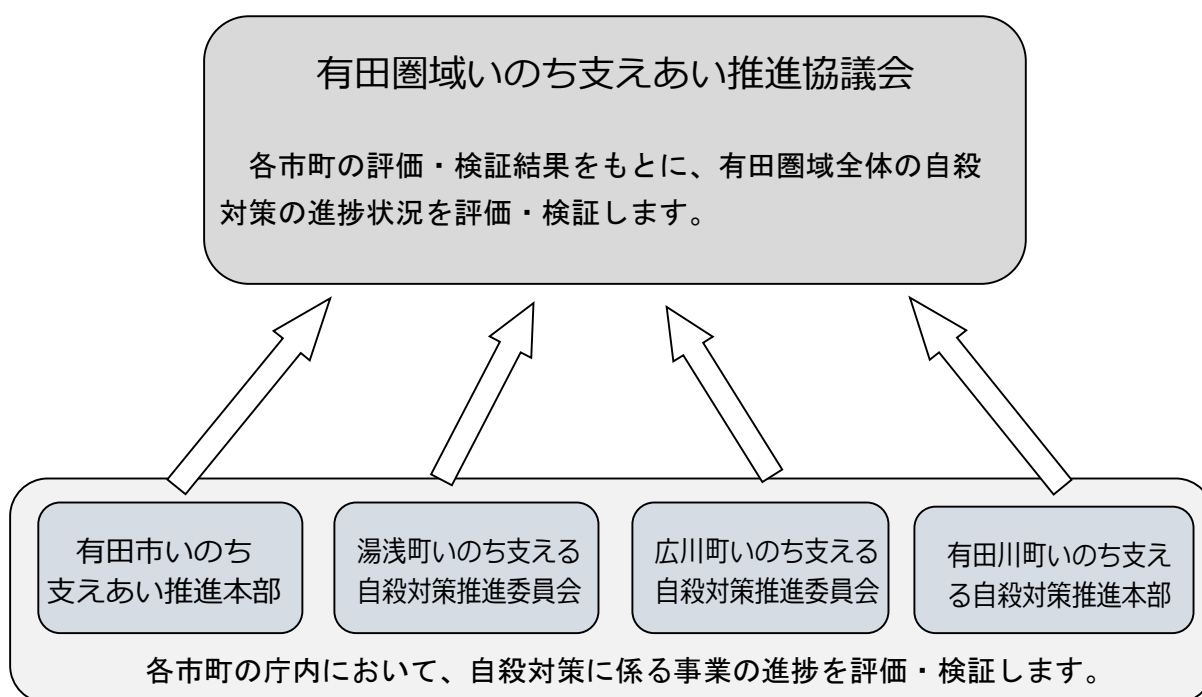 有田圏域いのち支えあい推進協議会
各市町の評価・検証結果をもとに、有田圏域全体の自殺
対策の進捗状況を評価・検証します。
有田市いのち
支えあい推進本部
湯浅町いのち支える
自殺対策推進委員会
広川町いのち支える
自殺対策推進委員会
有田川町いのち支え
る自殺対策推進本部
各市町の庁内において、自殺対策に係る事業の進捗を評価・検証します。